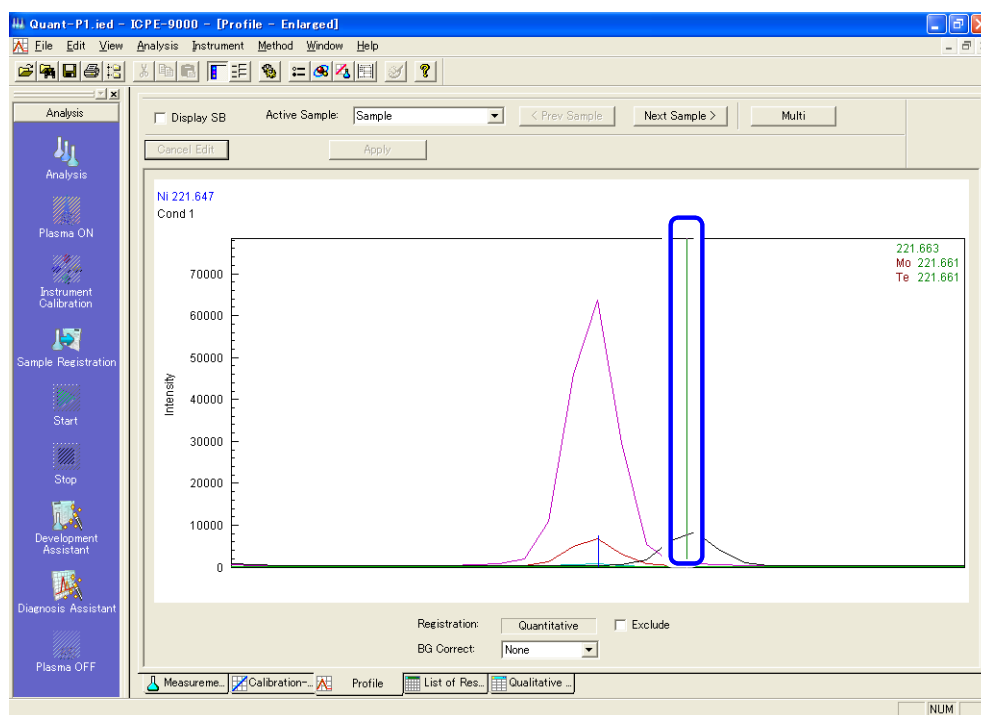 Quant-P1.ied - ICPE-9000 - [Profile - Enlarged]
File Edit View Analysis Instrument Method Window Help
Analysis
Display SB Active Sample: Sample < Prev Sample Next Sample > Multi
Cancel Edit Apply
Analysis
Plasma ON
Instrument
Calibration
Sample Registration
Start
Stop
Development
Assistant
Diagnosis Assistant
Plasma OFF
Ni 221.647
Cond 1
221.663
Mo 221.661
Te 221.661
Intensity
70000
60000
50000
40000
30000
20000
10000
0
Registration: Quantitative Exclude
BG Correct: None
Measureme... Calibration-... Profile List of Res... Qualitative ...
NUM